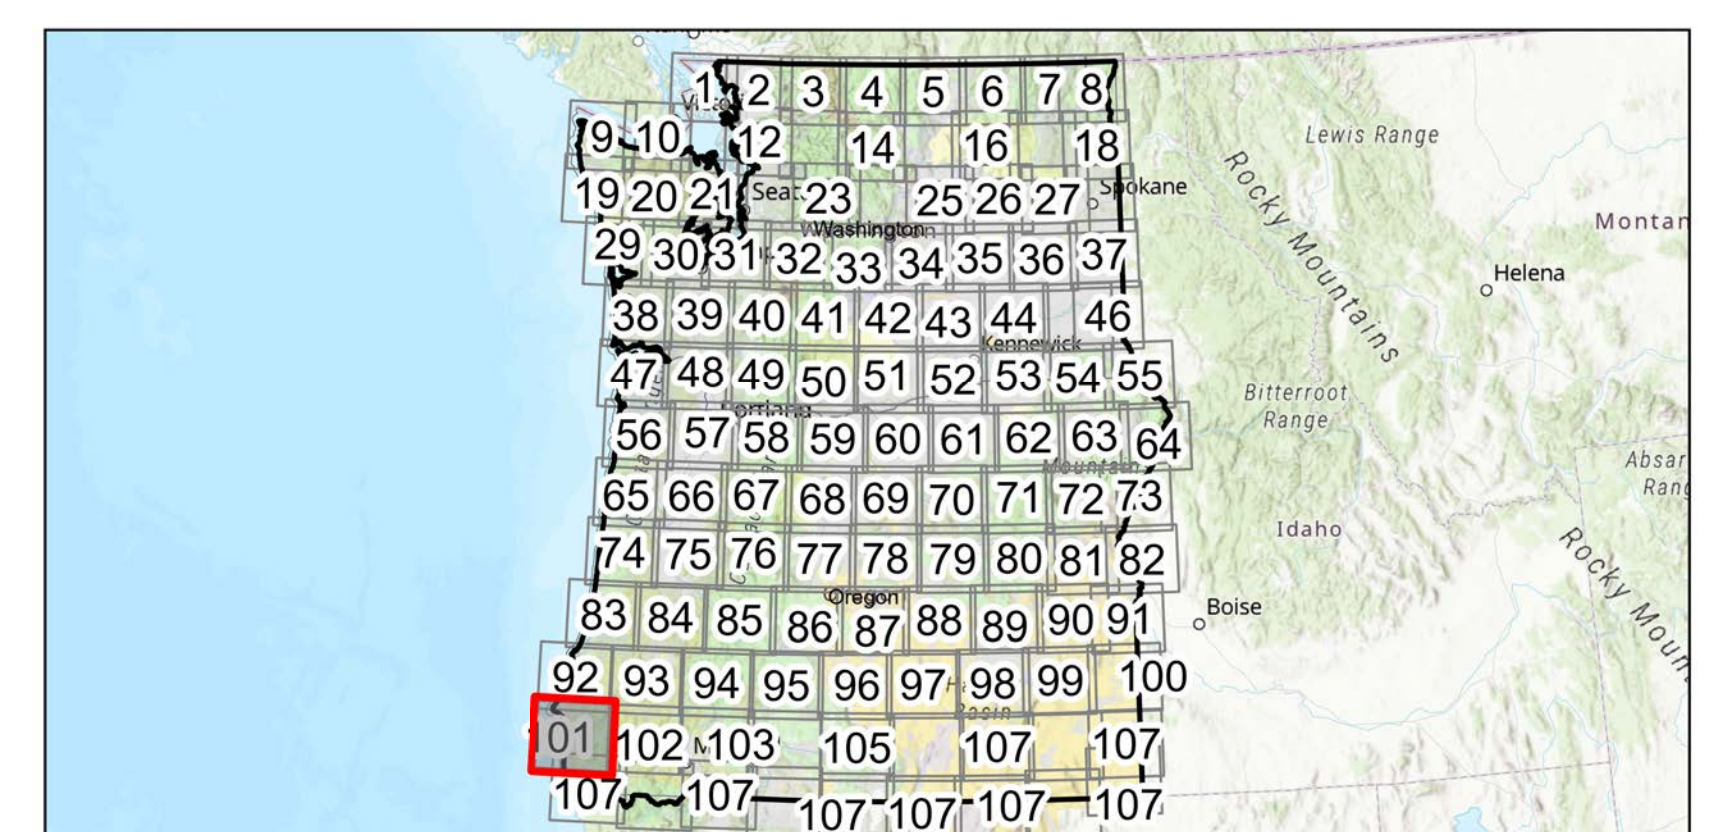 1 2 3 4 5 6 7 8
Lewis Range
9 10 12 14 16 18
Rocky Mountains
19 20 21 23 25 26 27 Spokane
Washington
29 30 31 32 33 34 35 36 37
Montan
Helena
38 39 40 41 42 43 44 46
Kennewick
47 48 49 50 51 52 53 54 55
Bitterroot
Range
Portland
56 57 58 59 60 61 62 63 64
Mountain
Absar
Rang
65 66 67 68 69 70 71 72 73
Idaho
74 75 76 77 78 79 80 81 82
Rocky Moun
Oregon
83 84 85 86 87 88 89 90 91
Boise
92 93 94 95 96 97 98 99 100
Basin
101 102 103 105 107 107
107 107 107 107 107 107